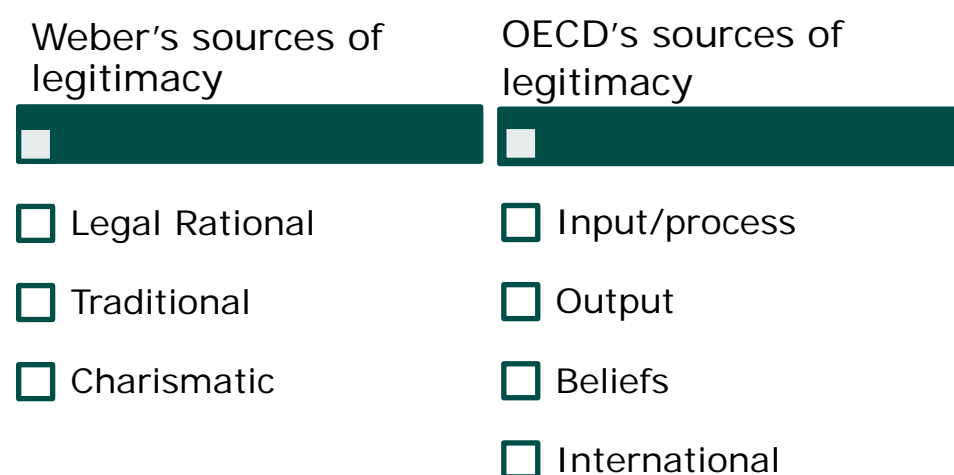 Weber's sources of
legitimacy
Legal Rational
Traditional
Charismatic
OECD's sources of
legitimacy
Input/process
Output
Beliefs
International